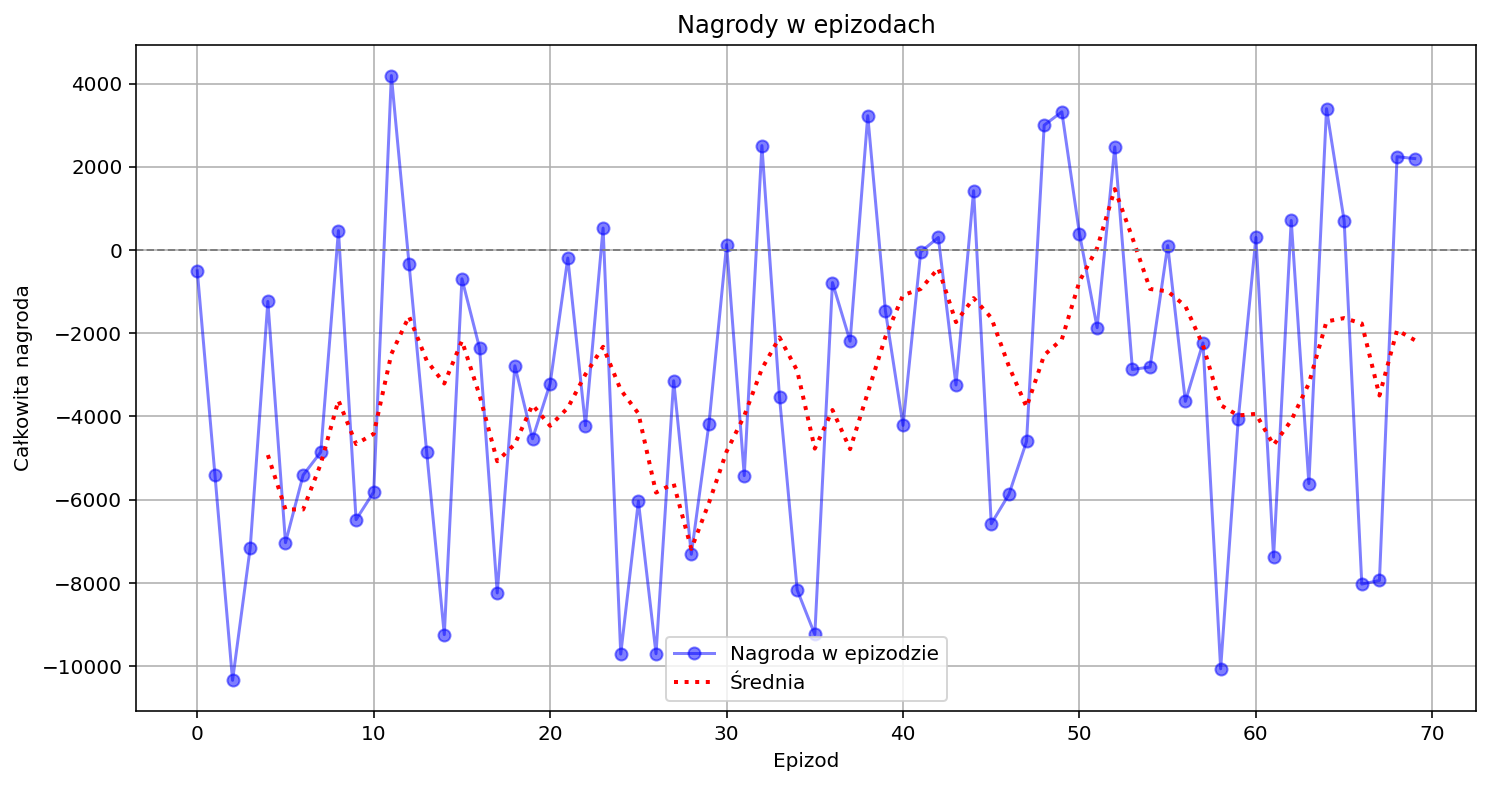 Nagrody w epizodach
4000
2000
0
−2000
−4000
−6000
−8000
−10000
Całkowita nagroda
Nagroda w epizodzie
Średnia
0 10 20 30 40 50 60 70
Epizod